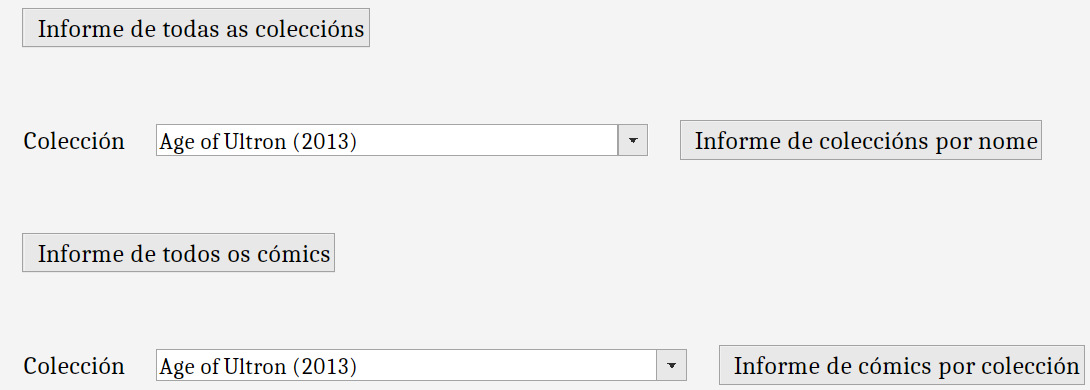 Informe de todas as coleccións
Colección Age of Ultron (2013) Informe de coleccións por nome
Informe de todos os cómics
Colección Age of Ultron (2013) Informe de cómics por colección